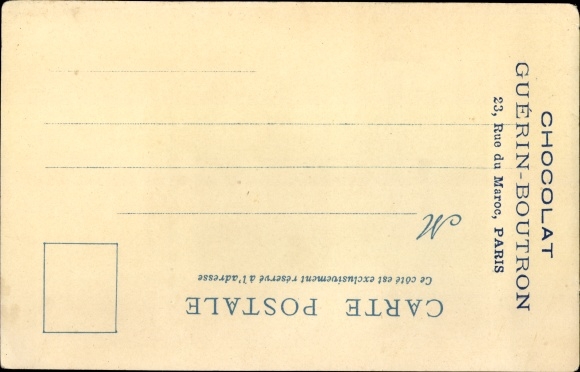 CARTE POSTALE
Ce côté est exclusivement réservé à l'adresse
M
CHOCOLAT
GUÉRIN-BOUTRON
23, Rue du Maroc, PARIS